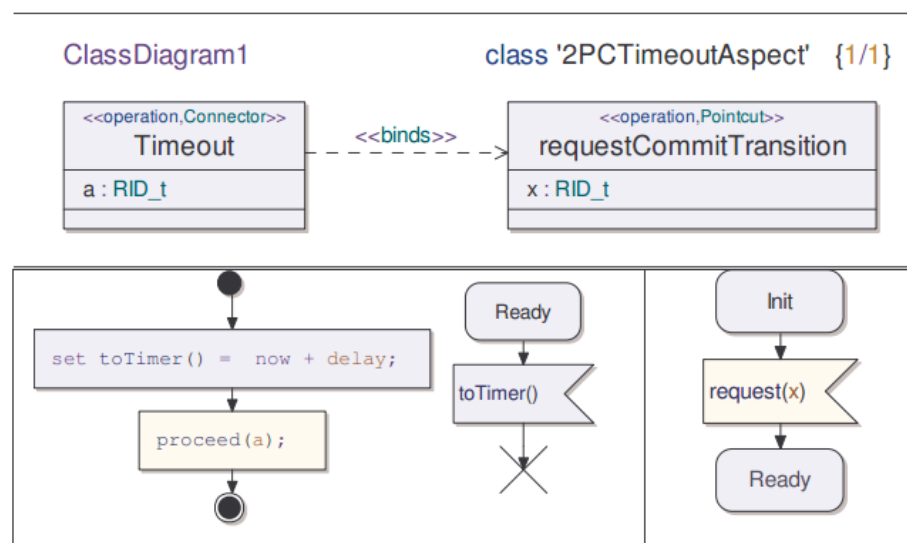 ClassDiagram1
class '2PCTimeoutAspect' {1/1}
<<operation,Connector>>
Timeout
a : RID_t
<<binds>>
<<operation,Pointcut>>
requestCommitTransition
x : RID_t
set toTimer() = now + delay;
proceed(a);
Ready
toTimer()
Init
request(x)
Ready